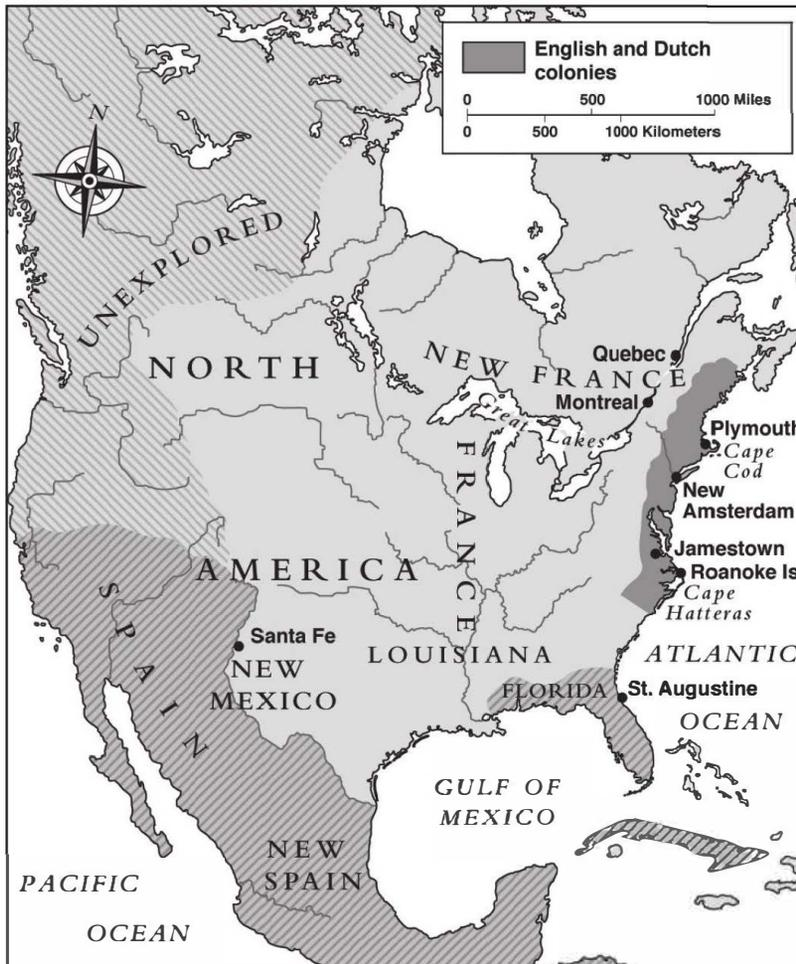 English and Dutch
colonies
0 500 1000 Miles
0 500 1000 Kilometers
N
UNEXPLORED
NORTH
AMERICA
NEW FRANCE
Quebec
Montreal
Great Lakes
Plymouth
Cape
Cod
New
Amsterdam
FRANCE
Jamestown
Roanoke Is
Cape
Hatteras
SPAIN
Santa Fe
NEW
MEXICO
LOUISIANA
ATLANTIC
OCEAN
FLORIDA
St. Augustine
GULF OF
MEXICO
NEW
SPAIN
PACIFIC
OCEAN